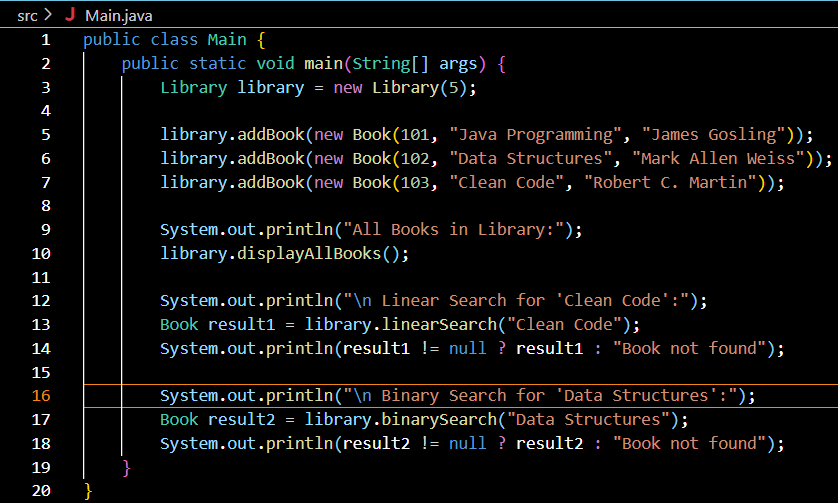 src > J Main.java
1 public class Main {
2 public static void main(String[] args) {
3 Library library = new Library(5);
4
5 library.addBook(new Book(101, "Java Programming", "James Gosling"));
6 library.addBook(new Book(102, "Data Structures", "Mark Allen Weiss"));
7 library.addBook(new Book(103, "Clean Code", "Robert C. Martin"));
8
9 System.out.println("All Books in Library:");
10 library.displayAllBooks();
11
12 System.out.println("\n Linear Search for 'Clean Code':");
13 Book result1 = library.linearSearch("Clean Code");
14 System.out.println(result1 != null ? result1 : "Book not found");
15
16 System.out.println("\n Binary Search for 'Data Structures':");
17 Book result2 = library.binarySearch("Data Structures");
18 System.out.println(result2 != null ? result2 : "Book not found");
19 }
20 }